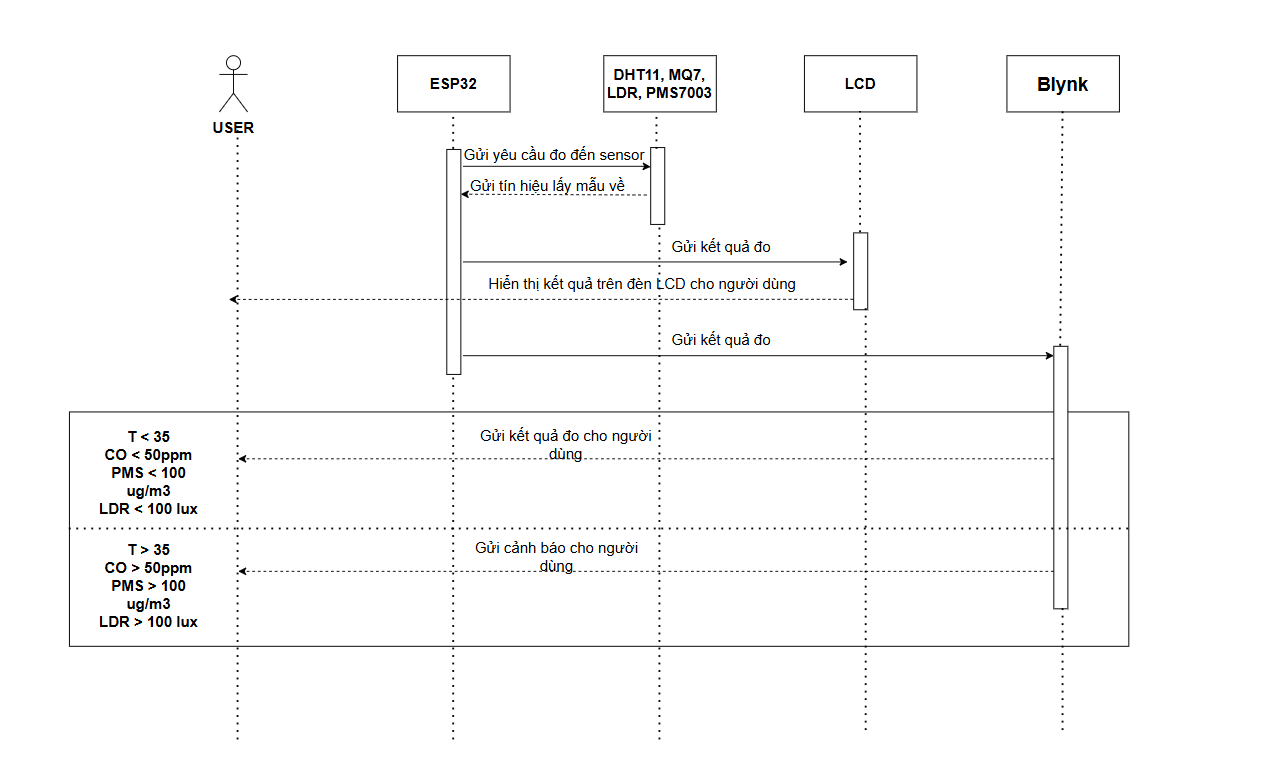 USER
ESP32
DHT11, MQ7,
LDR, PMS7003
LCD
Blynk
Gửi yêu cầu đo đến sensor
Gửi tín hiệu lấy mẫu về
Gửi kết quả đo
Hiển thị kết quả trên đèn LCD cho người dùng
Gửi kết quả đo
T < 35
CO < 50ppm
PMS < 100
ug/m3
LDR < 100 lux
Gửi kết quả đo cho người
dùng
T > 35
CO > 50ppm
PMS > 100
ug/m3
LDR > 100 lux
Gửi cảnh báo cho người
dùng